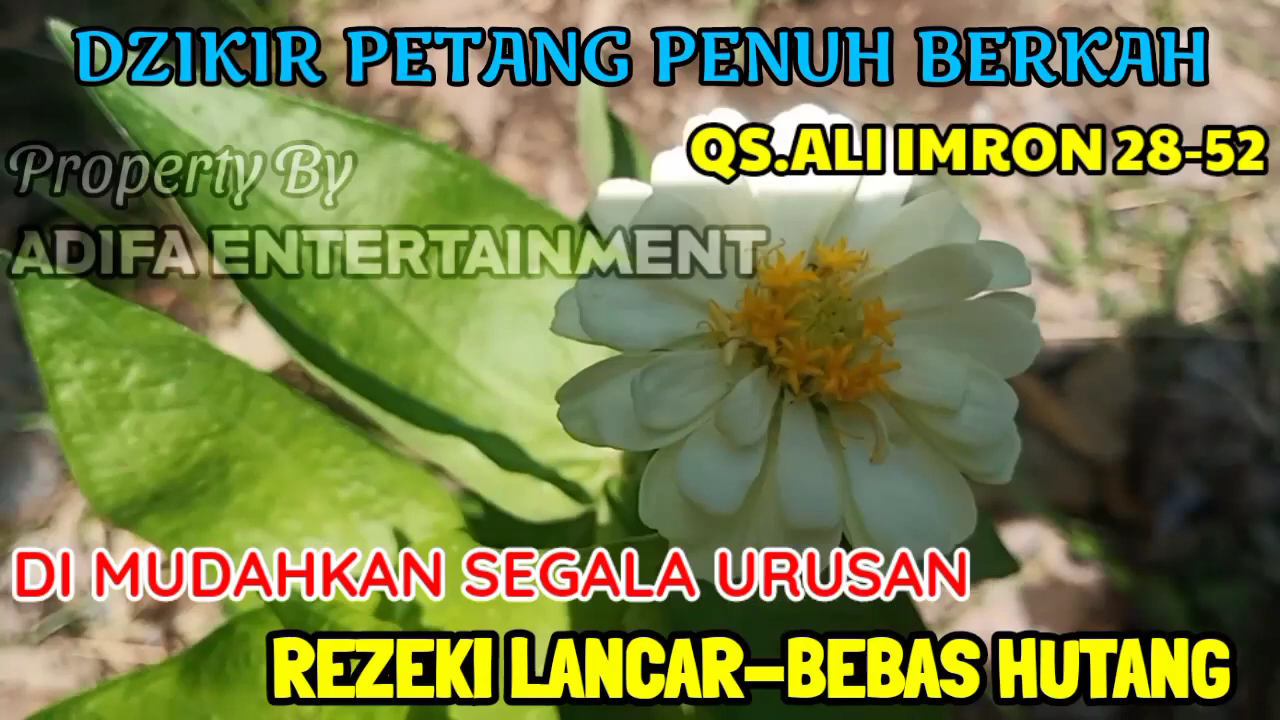 DZIKIR PETANG PENUH BERKAH
QS.ALI IMRON 28-52
Property By
ADIFA ENTERTAINMENT
DI MUDAHKAN SEGALA URUSAN
REZEKI LANCAR-BEBAS HUTANG